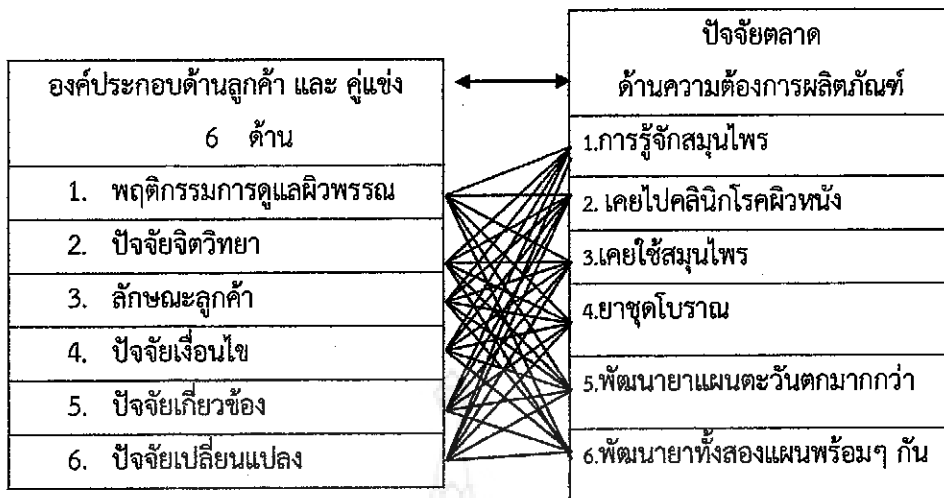 องค์ประกอบด้านลูกค้า และ คู่แข่ง
6 ด้าน
1. พฤติกรรมการดูแลผิวพรรณ
2. ปัจจัยจิตวิทยา
3. ลักษณะลูกค้า
4. ปัจจัยเงื่อนไข
5. ปัจจัยเกี่ยวข้อง
6. ปัจจัยเปลี่ยนแปลง
ปัจจัยตลาด
ด้านความต้องการผลิตภัณฑ์
1.การรู้จักสมุนไพร
2. เคยไปคลินิกโรคผิวหนัง
3.เคยใช้สมุนไพร
4.ยาชุดโบราณ
5.พัฒนายาแผนตะวันตกมากกว่า
6.พัฒนายาทั้งสองแผนพร้อมๆ กัน